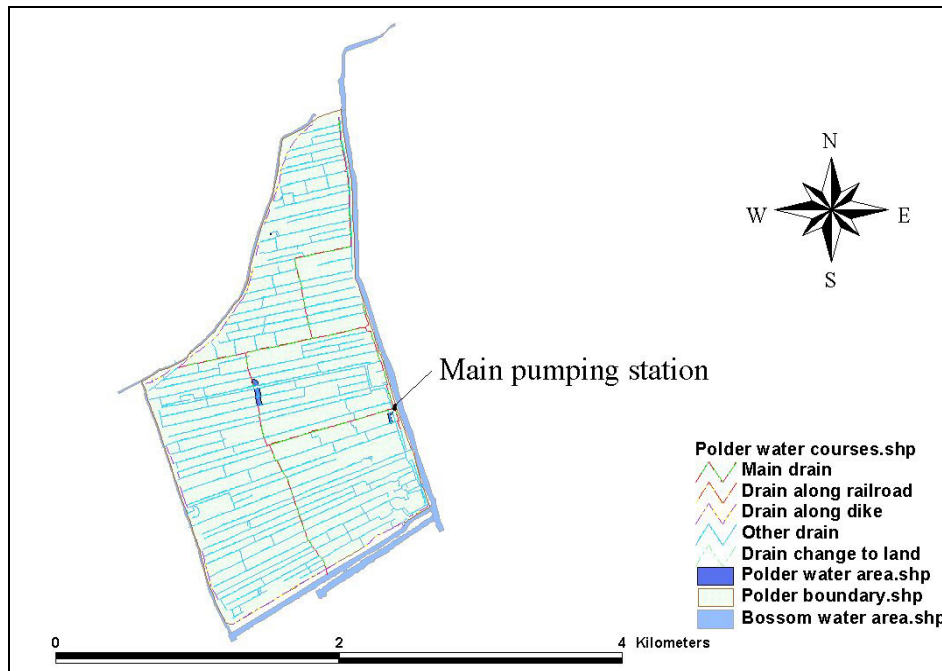 N
W E
S
Main pumping station
Polder water courses.shp
Main drain
Drain along railroad
Drain along dike
Other drain
Drain change to land
Polder water area.shp
Polder boundary.shp
Bossom water area.shp
0 2 4 Kilometers